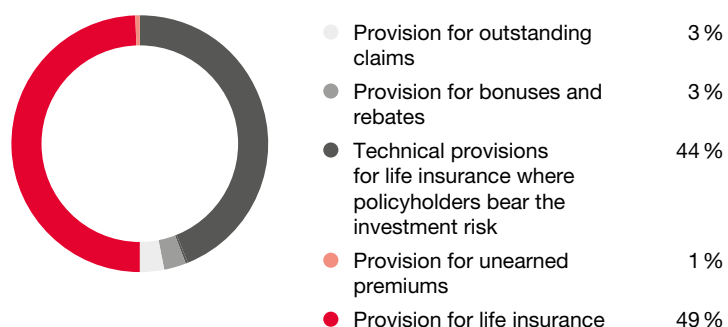 Provision for outstanding 3 %
claims
Provision for bonuses and 3 %
rebates
Technical provisions 44 %
for life insurance where
policyholders bear the
investment risk
Provision for unearned 1 %
premiums
Provision for life insurance 49 %